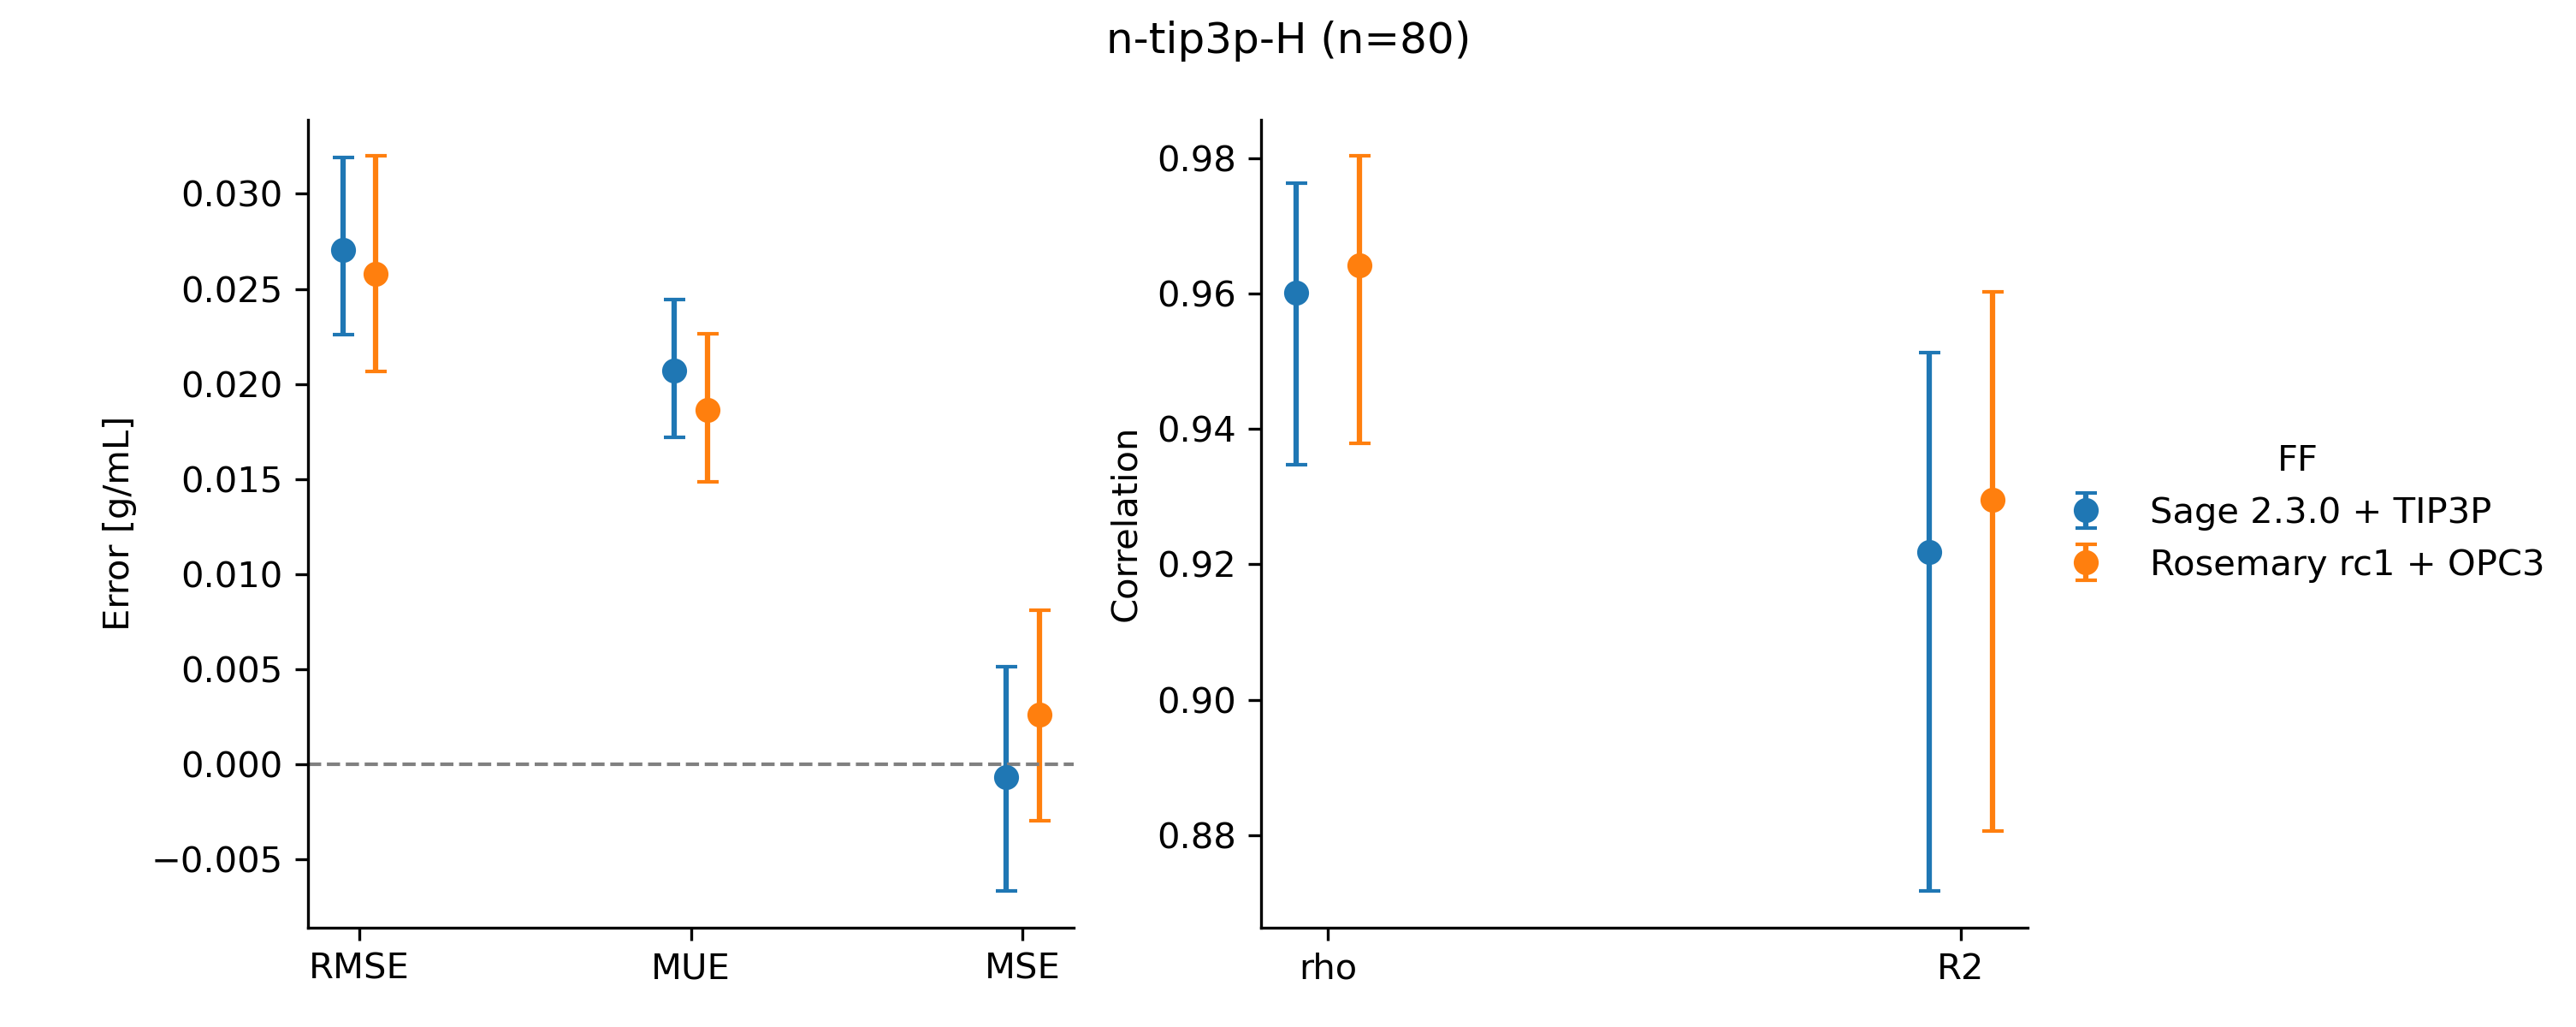 n-tip3p-H (n=80)
Error [g/mL]
0.030
0.025
0.020
0.015
0.010
0.005
0.000
−0.005
RMSE
MUE
MSE
Correlation
0.98
0.96
0.94
0.92
0.90
0.88
rho
R2
FF
Sage 2.3.0 + TIP3P
Rosemary rc1 + OPC3